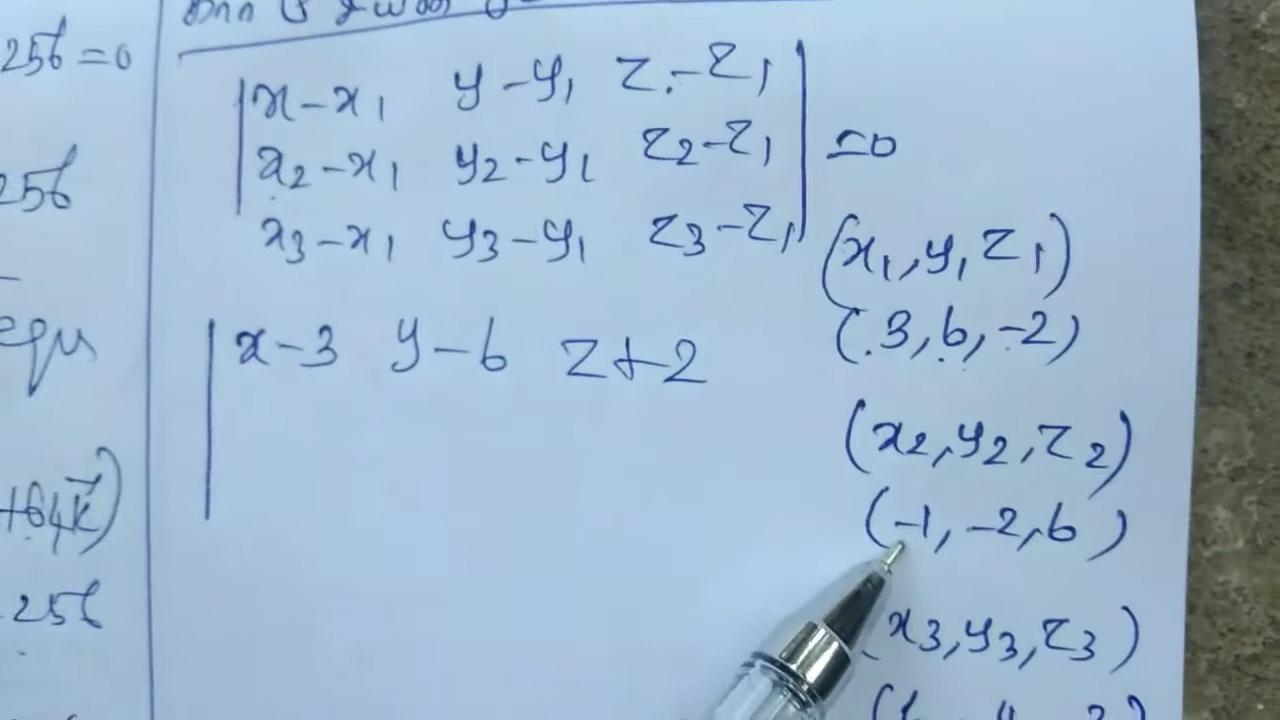 256 = 0
256
equ
+64k⃗)
256
| x - x₁ y - y₁ z - z₁ |
| x₂ - x₁ y₂ - y₁ z₂ - z₁ | = 0
x₃ - x₁ y₃ - y₁ z₃ - z₁ |
(x₁, y₁ z₁)
(3, 6, -2)
| x - 3 y - 6 z + 2
(x₂, y₂, z₂)
(-1, -2, 6)
x₃, y₃, z₃)